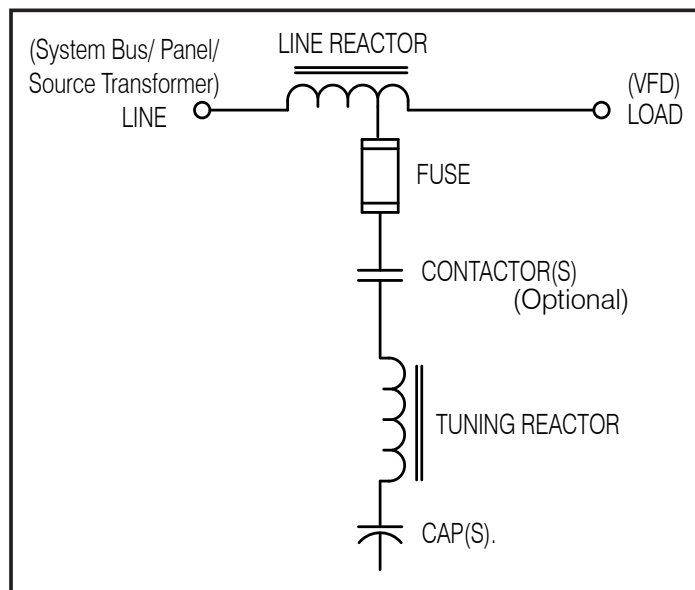 (System Bus/ Panel/
Source Transformer)
LINE
LINE REACTOR
(VFD)
LOAD
FUSE
CONTACTOR(S)
(Optional)
TUNING REACTOR
CAP(S).